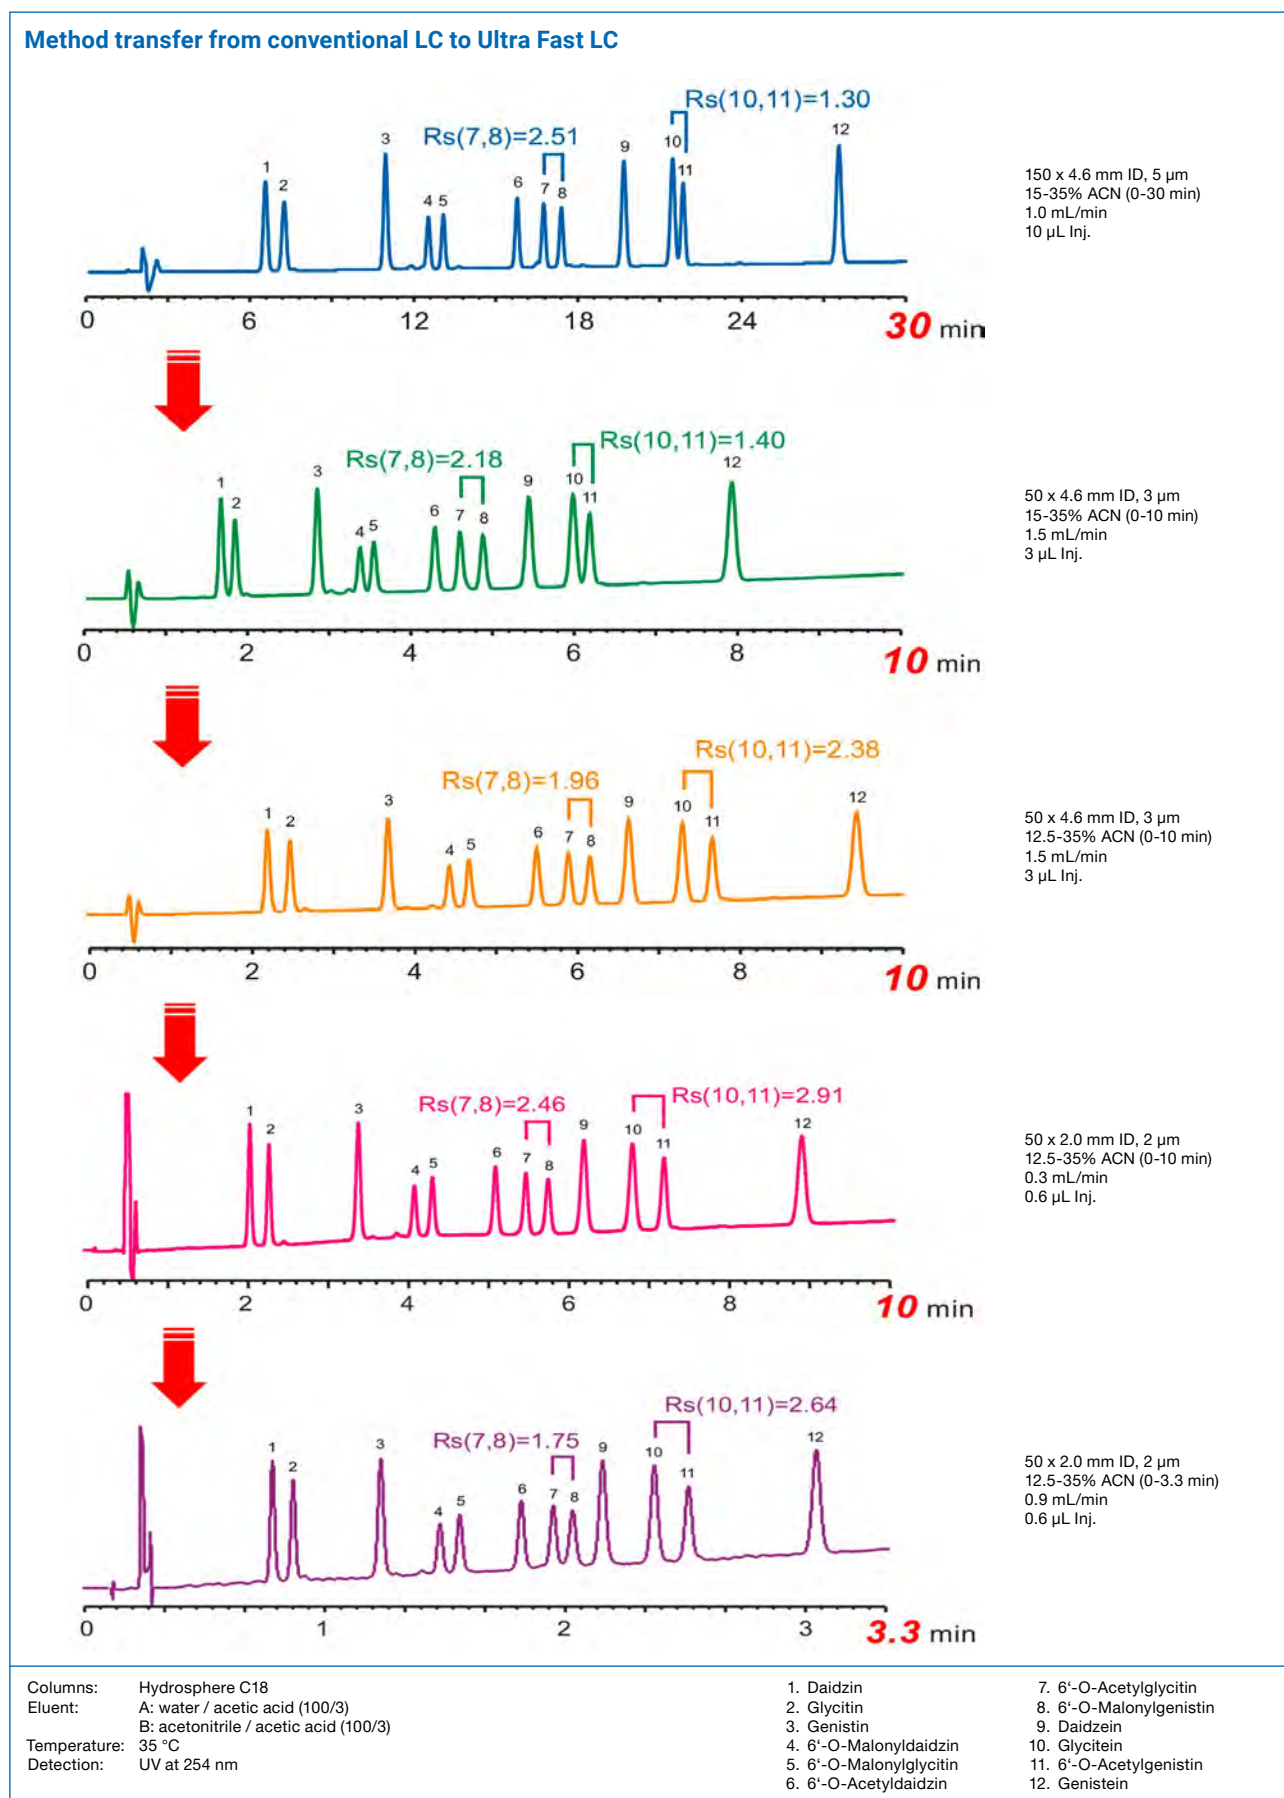 Method transfer from conventional LC to Ultra Fast LC
Rs(10,11)=1.30
Rs(7,8)=2.51
1 2 3 4 5 6 7 8 9 10 11 12
0 6 12 18 24 30 min
150 x 4.6 mm ID, 5 µm
15-35% ACN (0-30 min)
1.0 mL/min
10 µL Inj.
Rs(10,11)=1.40
Rs(7,8)=2.18
1 2 3 4 5 6 7 8 9 10 11 12
0 2 4 6 8 10 min
50 x 4.6 mm ID, 3 µm
15-35% ACN (0-10 min)
1.5 mL/min
3 µL Inj.
Rs(10,11)=2.38
Rs(7,8)=1.96
1 2 3 4 5 6 7 8 9 10 11 12
0 2 4 6 8 10 min
50 x 4.6 mm ID, 3 µm
12.5-35% ACN (0-10 min)
1.5 mL/min
3 µL Inj.
Rs(10,11)=2.91
Rs(7,8)=2.46
1 2 3 4 5 6 7 8 9 10 11 12
0 2 4 6 8 10 min
50 x 2.0 mm ID, 2 µm
12.5-35% ACN (0-10 min)
0.3 mL/min
0.6 µL Inj.
Rs(10,11)=2.64
Rs(7,8)=1.75
1 2 3 4 5 6 7 8 9 10 11 12
0 1 2 3 3.3 min
50 x 2.0 mm ID, 2 µm
12.5-35% ACN (0-3.3 min)
0.9 mL/min
0.6 µL Inj.
Columns: Hydrosphere C18
Eluent: A: water / acetic acid (100/3)
B: acetonitrile / acetic acid (100/3)
Temperature: 35 °C
Detection: UV at 254 nm
1. Daidzin
2. Glycitin
3. Genistin
4. 6‘-O-Malonyldaidzin
5. 6‘-O-Malonylglycitin
6. 6‘-O-Acetyldaidzin
7. 6‘-O-Acetylglycitin
8. 6‘-O-Malonylgenistin
9. Daidzein
10. Glycitein
11. 6‘-O-Acetylgenistin
12. Genistein